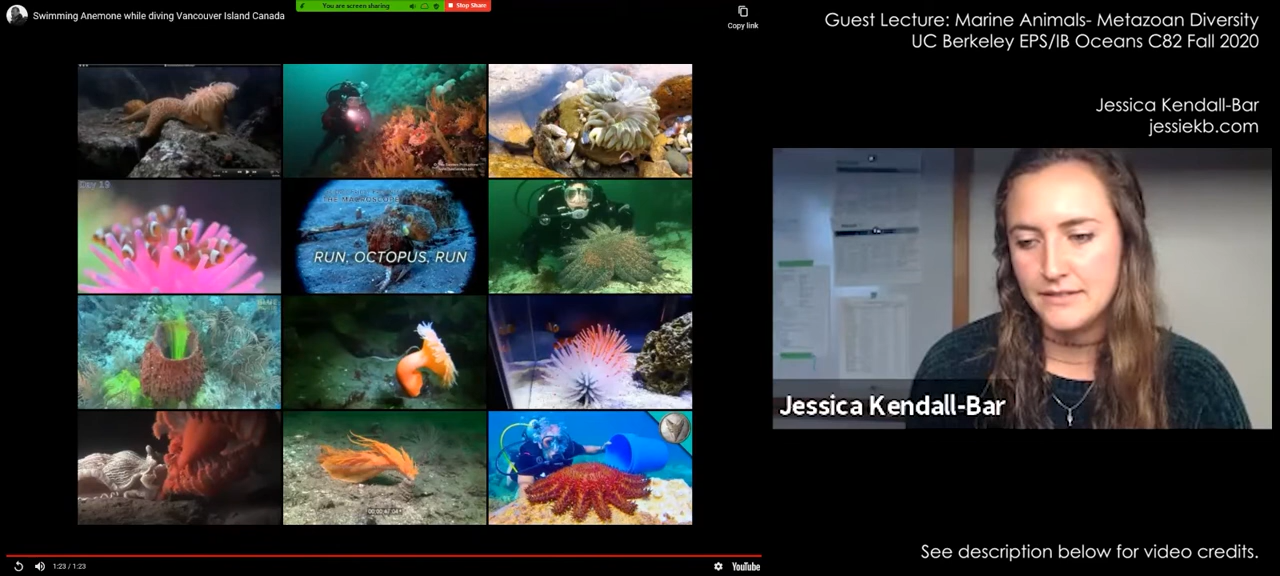 Swimming Anemone while diving Vancouver Island Canada
You are screen sharing
Stop Share
Copy link
Guest Lecture: Marine Animals- Metazoan Diversity
UC Berkeley EPS/IB Oceans C82 Fall 2020
Jessica Kendall-Bar
jessiekb.com
Day 19
RUN, OCTOPUS, RUN
Jessica Kendall-Bar
See description below for video credits.
1:23 / 1:23
YouTube